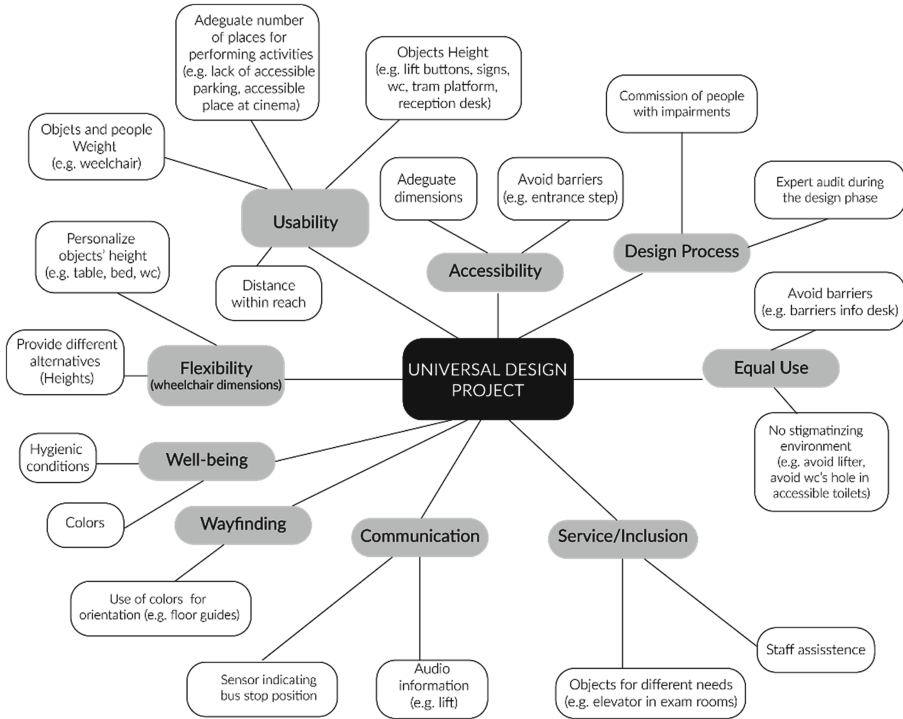 Adeguate number
of places for
performing activities
(e.g. lack of accessible
parking, accessible
place at cinema)
Objects Height
(e.g. lift buttons, signs,
wc, tram platform,
reception desk)
Commission of people
with impairments
Objets and people
Weight
(e.g. weelchair)
Adeguate
dimensions
Avoid barriers
(e.g. entrance step)
Expert audit during
the design phase
Usability
Personalize
objects' height
(e.g. table, bed, wc)
Design Process
Accessibility
Distance
within reach
Avoid barriers
(e.g. barriers info desk)
Provide different
alternatives
(Heights)
Flexibility
(wheelchair dimensions)
UNIVERSAL DESIGN
PROJECT
Equal Use
No stigmatinzing
environment
(e.g. avoid lifter,
avoid wc's hole in
accessible toilets)
Hygienic
conditions
Well-being
Colors
Wayfinding
Communication
Service/Inclusion
Use of colors for
orientation (e.g. floor guides)
Staff assisstence
Sensor indicating
bus stop position
Audio
information
(e.g. lift)
Objects for different needs
(e.g. elevator in exam rooms)